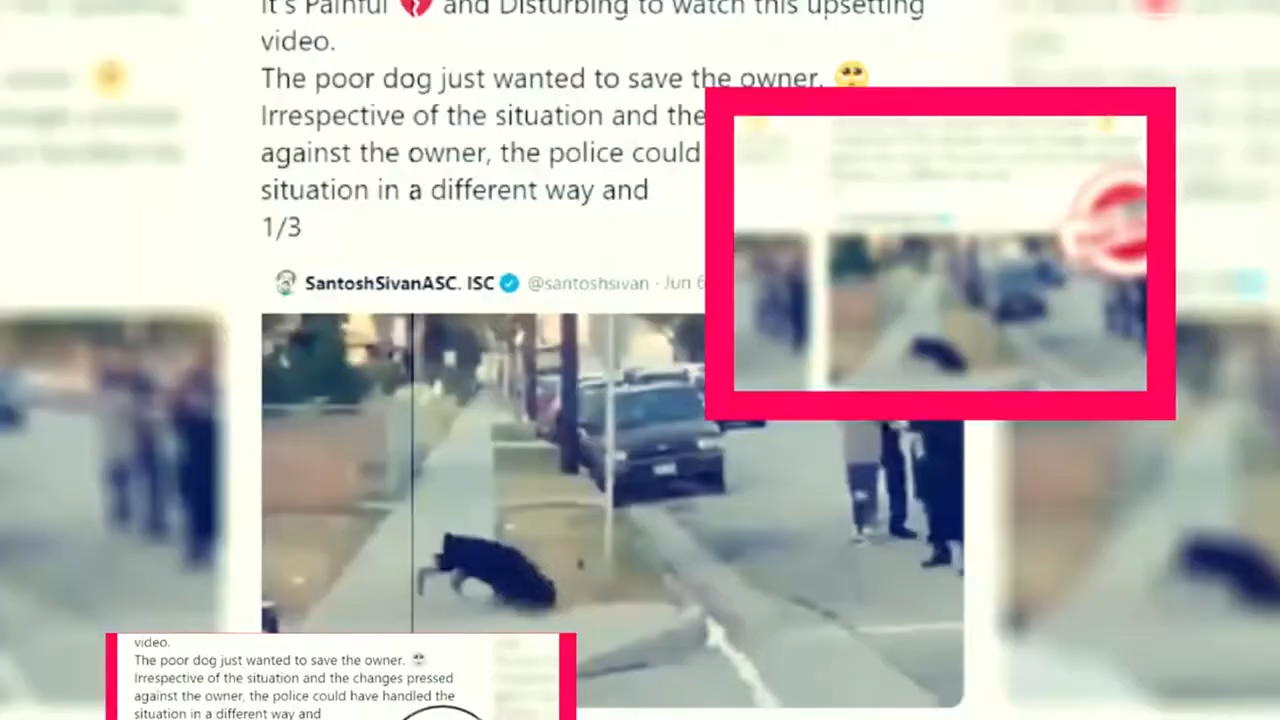 It's Painful 💔 and Disturbing to watch this upsetting
video.
The poor dog just wanted to save the owner. 🥺
Irrespective of the situation and the
against the owner, the police could
situation in a different way and
1/3
SantoshSivanASC. ISC @santoshsivan · Jun 6
video.
The poor dog just wanted to save the owner.
Irrespective of the situation and the changes pressed
against the owner, the police could have handled the
situation in a different way and